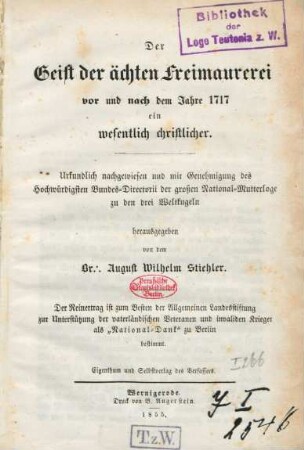 Bibliothek
der
Loge Teutonia z. W.
Der
Geist der ächten Freimaurerei
vor und nach dem Jahre 1717
ein
wesentlich christlicher.
Urkundlich nachgewiesen und mit Genehmigung des
Hochwürdigsten Bundes-Directorii der großen National-Mutterloge
zu den drei Weltkugeln
herausgegeben
von dem
Br∴ August Wilhelm Stiehler.
Berlin.
Der Reinertrag ist zum Besten der Allgemeinen Landesstiftung
zur Unterstützung der vaterländischen Veteranen und invaliden Krieger
als „National-Dank“ zu Berlin
bestimmt.
I266
Eigenthum und Selbstverlag des Verfassers.
Wernigerode.
Druck von B. Angerstein.
1855.
T.z.W.
y I
2546